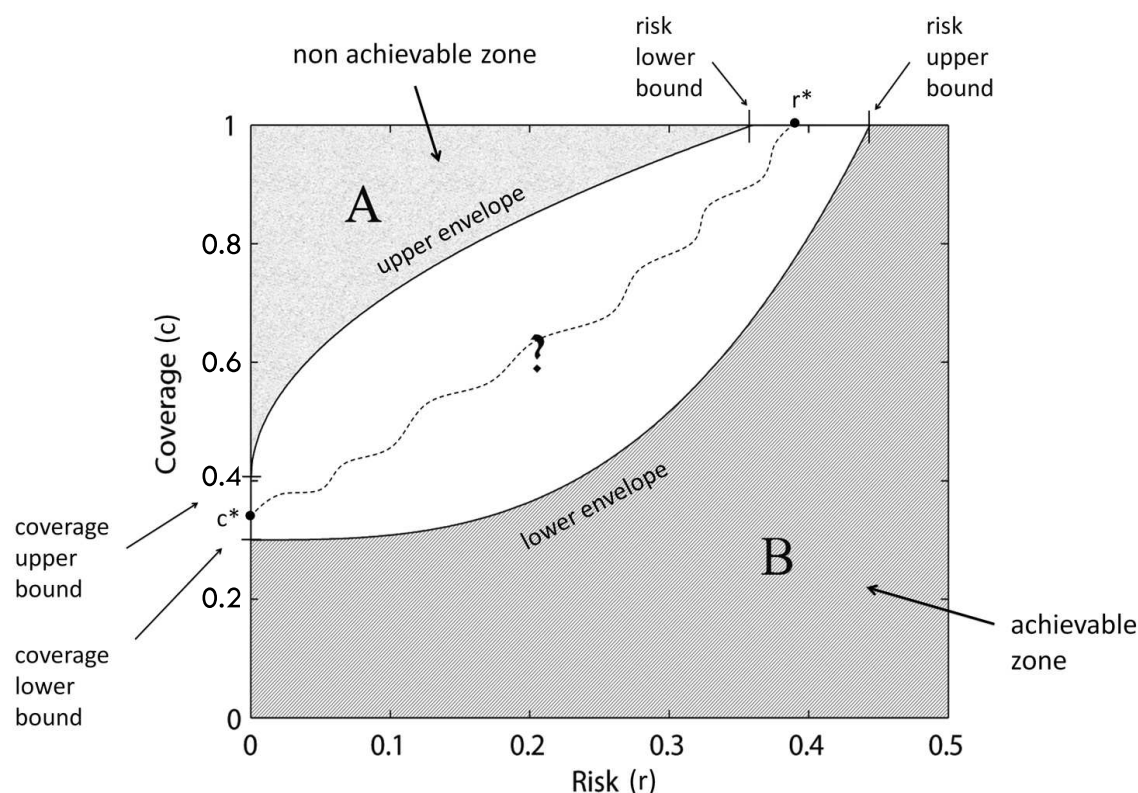 non achievable zone
risk
lower
bound
risk
upper
bound
r*
1
A
upper envelope
0.8
Coverage (c)
0.6
?
0.4
c*
coverage
upper
bound
lower envelope
B
0.2
achievable
zone
coverage
lower
bound
0
0
0.1
0.2
0.3
0.4
0.5
Risk (r)